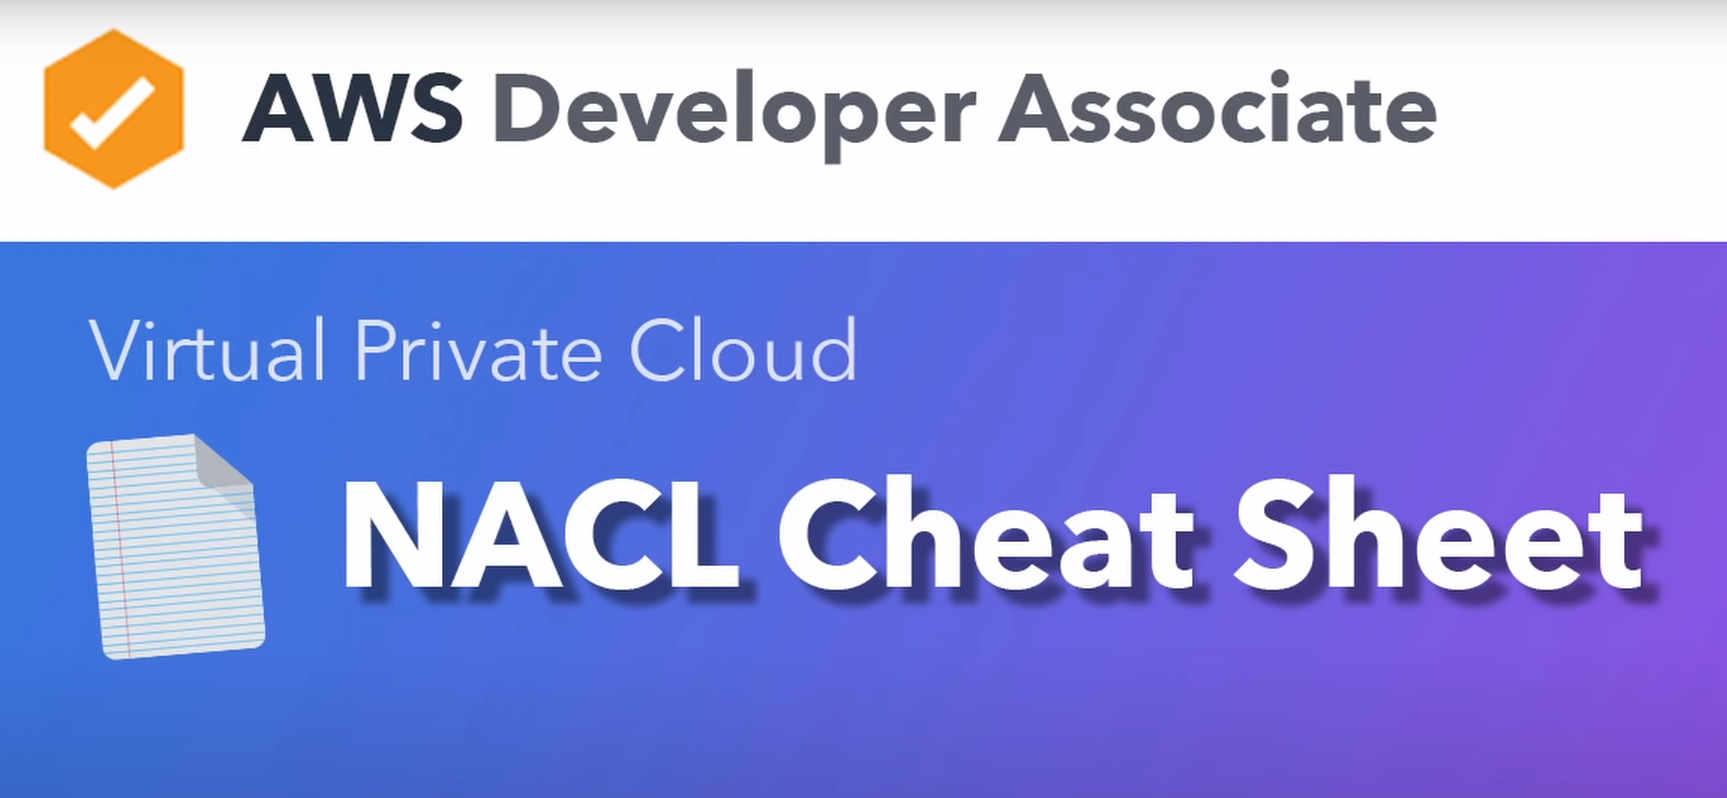 AWS Developer Associate
Virtual Private Cloud
NACL Cheat Sheet